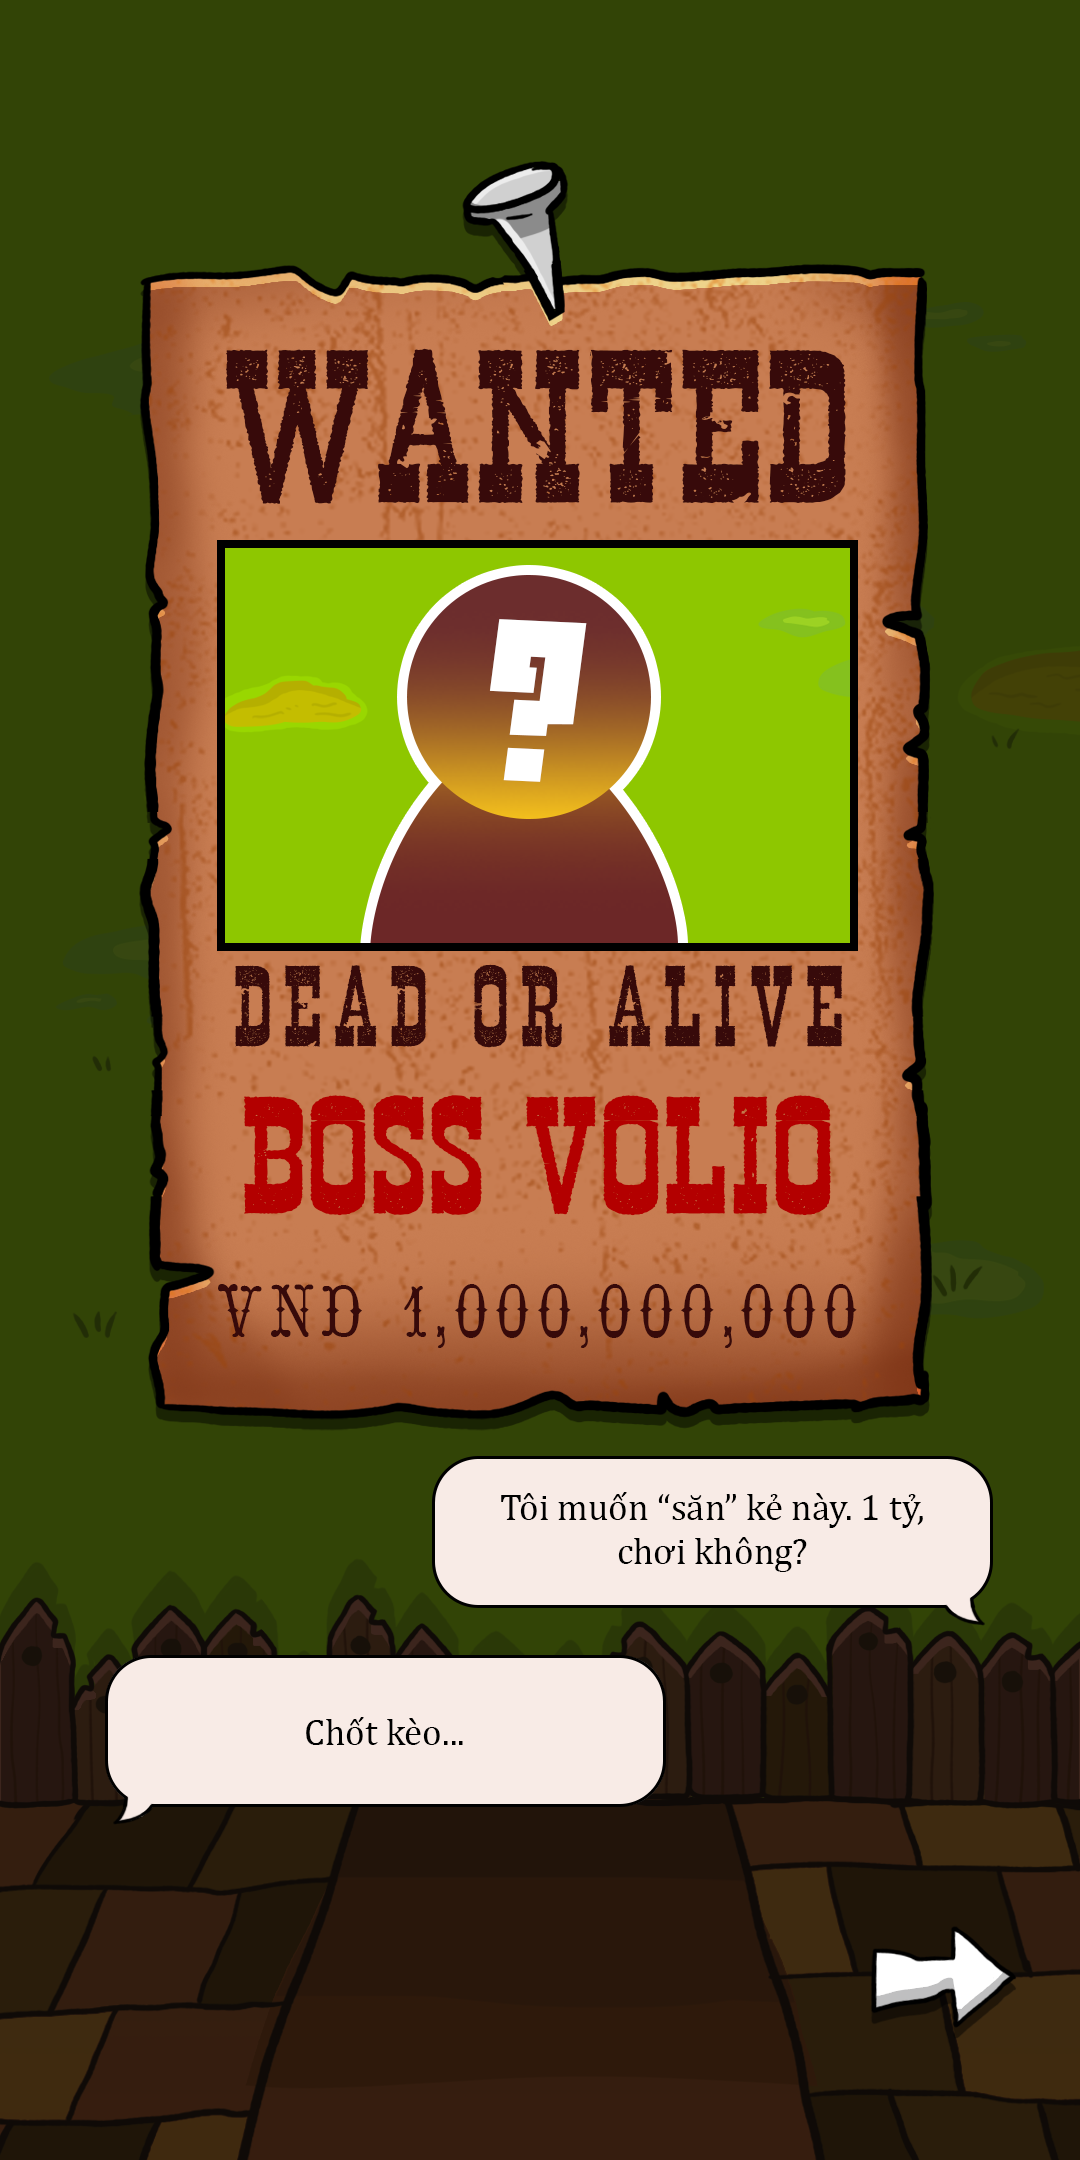 WANTED
?
DEAD OR ALIVE
BOSS VOLIO
VND 1,000,000,000
Tôi muốn “săn” kẻ này. 1 tỷ,
chơi không?
Chốt kèo...